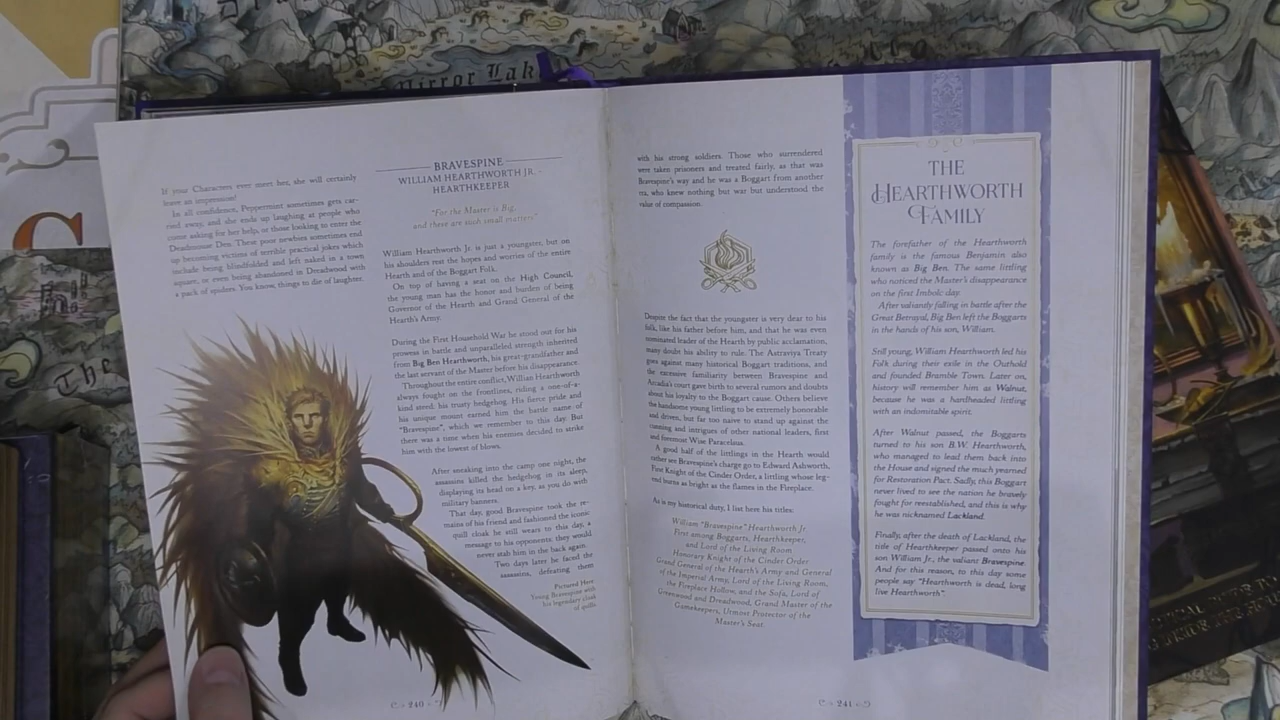 Mirror Lak
The
If your Characters ever meet her, she will certainly
leave an impression!
In all confidence, Peppermint sometimes gets car-
ried away, and she ends up laughing at people who
come asking for her help, or those looking to enter the
Deadmouse Den. These poor newbies sometimes end
up becoming victims of terrible practical jokes which
include being blindfolded and left naked in a town
square, or even being abandoned in Dreadwood with
a pack of spiders. You know, things to die of laughter.
BRAVESPINE
WILLIAM HEARTHWORTH JR. -
HEARTHKEEPER
"For the Master is Big,
and these are such small matters"
William Hearthworth Jr. is just a youngster, but on
his shoulders rest the hopes and worries of the entire
Hearth and of the Boggart Folk.
On top of having a seat on the High Council,
the young man has the honor and burden of being
Governor of the Hearth and Grand General of the
Hearth's Army.
During the First Household War he stood out for his
prowess in battle and unparalleled strength inherited
from Big Ben Hearthworth, his great-grandfather and
the last servant of the Master before his disappearance.
Throughout the entire conflict, William Hearthworth
always fought on the frontlines, riding a one-of-a-
kind steed: his trusty hedgehog. His fierce pride and
his unique mount earned him the battle name of
"Bravespine", which we remember to this day. But
there was a time when his enemies decided to strike
him with the lowest of blows.
After sneaking into the camp one night, the
assassins killed the hedgehog in its sleep,
displaying its head on a key, as you do with
military banners.
That day, good Bravespine took the re-
mains of his friend and fashioned the iconic
quill cloak he still wears to this day, a
message to his opponents: they would
never stab him in the back again.
Two days later he faced the
assassins, defeating them
Pictured Here
Young Bravespine with
his legendary cloak
of quills
240
with his strong soldiers. Those who surrendered
were taken prisoners and treated fairly, as that was
Bravespine's way and he was a Boggart from another
era, who knew nothing but war but understood the
value of compassion.
Despite the fact that the youngster is very dear to his
folk, like his father before him, and that he was even
nominated leader of the Hearth by public acclamation,
many doubt his ability to rule. The Astraviya Treaty
goes against many historical Boggart traditions, and
the excessive familiarity between Bravespine and
Arcadia's court gave birth to several rumors and doubts
about his loyalty to the Boggart cause. Others believe
the handsome young littling to be extremely honorable
and driven, but far too naive to stand up against the
cunning and intrigues of other national leaders, first
and foremost Wise Paracelsus.
A good half of the littlings in the Hearth would
rather see Bravespine's charge go to Edward Ashworth,
First Knight of the Cinder Order, a littling whose leg-
end burns as bright as the flames in the Fireplace.
As is my historical duty, I list here his titles:
William "Bravespine" Hearthworth Jr.
First among Boggarts, Hearthkeeper,
and Lord of the Living Room
Honorary Knight of the Cinder Order
Grand General of the Hearth's Army and General
of the Imperial Army, Lord of the Living Room,
the Fireplace Hollow, and the Sofa, Lord of
Greenwood and Dreadwood, Grand Master of the
Gamekeepers, Utmost Protector of the
Master's Seat.
241
THE
HEARTHWORTH
FAMILY
The forefather of the Hearthworth
family is the famous Benjamin also
known as Big Ben. The same littling
who noticed the Master's disappearance
on the first Imbolc day.
After valiantly falling in battle after the
Great Betrayal, Big Ben left the Boggarts
in the hands of his son, William.
Still young, William Hearthworth led his
Folk during their exile in the Outhold
and founded Bramble Town. Later on,
history will remember him as Walnut,
because he was a hardheaded littling
with an indomitable spirit.
After Walnut passed, the Boggarts
turned to his son B.W. Hearthworth,
who managed to lead them back into
the House and signed the much yearned
for Restoration Pact. Sadly, this Boggart
never lived to see the nation he bravely
fought for reestablished, and this is why
he was nicknamed Lackland.
Finally, after the death of Lackland, the
title of Hearthkeeper passed onto his
son William Jr., the valiant Bravespine.
And for this reason, to this day some
people say "Hearthworth is dead, long
live Hearthworth".